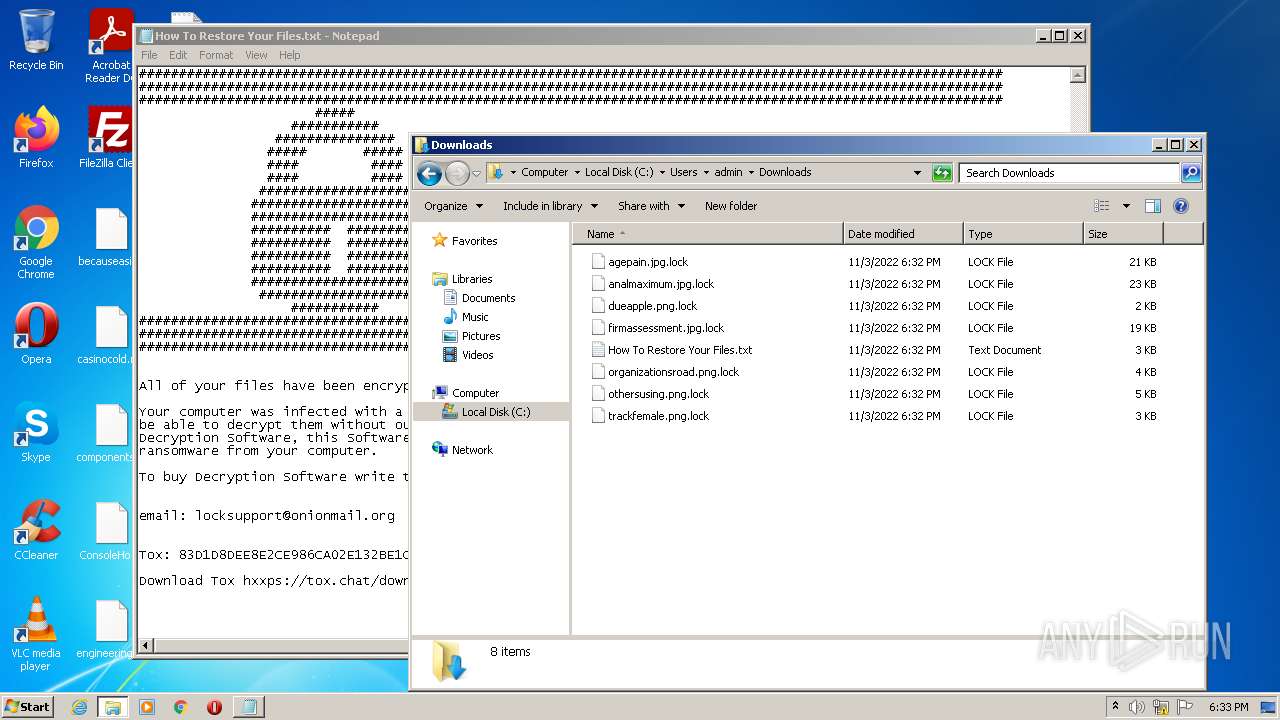 Recycle Bin
Acrobat
Reader D
Firefox
FileZilla Clie
Google
Chrome
becauseasi
Opera
casinocold.
Skype
components
CCleaner
ConsoleHo
VLC media
player
engineering
How To Restore Your Files.txt - Notepad
File Edit Format View Help
All of your files have been encryp
Your computer was infected with a
be able to decrypt them without ou
Decryption Software, this Software
ransomware from your computer.
To buy Decryption Software write t
email: locksupport@onionmail.org
Tox: 83D1D8DEE8E2CE986CA02E132BE1C
Download Tox hxxps://tox.chat/down
Downloads
Computer Local Disk (C:) Users admin Downloads
Search Downloads
Organize Include in library Share with New folder
Favorites
Libraries
Documents
Music
Pictures
Videos
Computer
Local Disk (C:)
Network
Name Date modified Type Size
agepain.jpg.lock 11/3/2022 6:32 PM LOCK File 21 KB
analmaximum.jpg.lock 11/3/2022 6:32 PM LOCK File 23 KB
dueapple.png.lock 11/3/2022 6:32 PM LOCK File 2 KB
firmassessment.jpg.lock 11/3/2022 6:32 PM LOCK File 19 KB
How To Restore Your Files.txt 11/3/2022 6:32 PM Text Document 3 KB
organizationsroad.png.lock 11/3/2022 6:32 PM LOCK File 4 KB
othersusing.png.lock 11/3/2022 6:32 PM LOCK File 5 KB
trackfemale.png.lock 11/3/2022 6:32 PM LOCK File 3 KB
8 items
ANY RUN
Start
6:33 PM